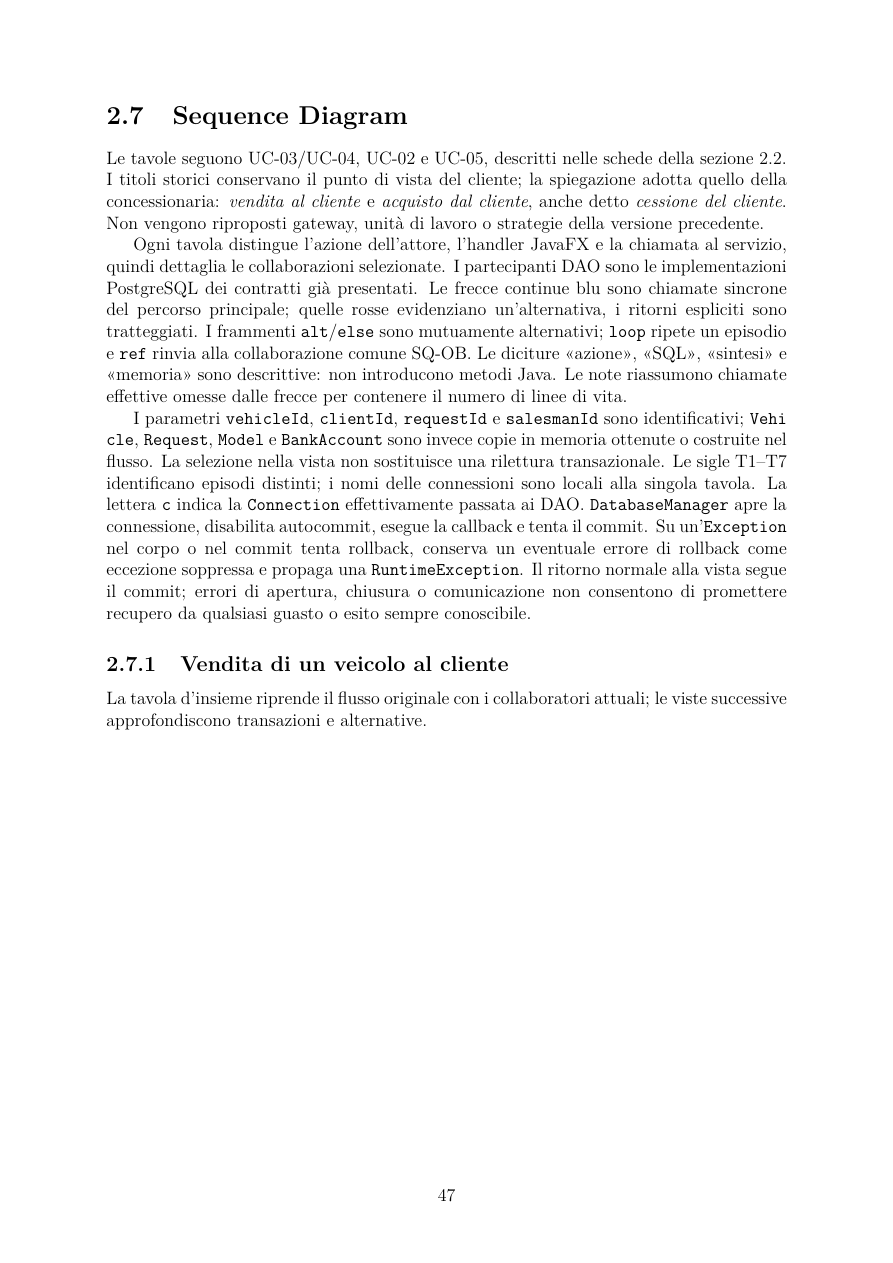 2.7 Sequence Diagram
Le tavole seguono UC-03/UC-04, UC-02 e UC-05, descritti nelle schede della sezione 2.2.
I titoli storici conservano il punto di vista del cliente; la spiegazione adotta quello della
concessionaria: vendita al cliente e acquisto dal cliente, anche detto cessione del cliente.
Non vengono riproposti gateway, unità di lavoro o strategie della versione precedente.
Ogni tavola distingue l'azione dell'attore, l'handler JavaFX e la chiamata al servizio,
quindi dettaglia le collaborazioni selezionate. I partecipanti DAO sono le implementazioni
PostgreSQL dei contratti già presentati. Le frecce continue blu sono chiamate sincrone
del percorso principale; quelle rosse evidenziano un'alternativa, i ritorni espliciti sono
tratteggiati. I frammenti alt/else sono mutuamente alternativi; loop ripete un episodio
e ref rinvia alla collaborazione comune SQ-OB. Le diciture «azione», «SQL», «sintesi» e
«memoria» sono descrittive: non introducono metodi Java. Le note riassumono chiamate
effettive omesse dalle frecce per contenere il numero di linee di vita.
I parametri vehicleId, clientId, requestId e salesmanId sono identificativi; Vehi
cle, Request, Model e BankAccount sono invece copie in memoria ottenute o costruite nel
flusso. La selezione nella vista non sostituisce una rilettura transazionale. Le sigle T1–T7
identificano episodi distinti; i nomi delle connessioni sono locali alla singola tavola. La
lettera c indica la Connection effettivamente passata ai DAO. DatabaseManager apre la
connessione, disabilita autocommit, esegue la callback e tenta il commit. Su un'Exception
nel corpo o nel commit tenta rollback, conserva un eventuale errore di rollback come
eccezione soppressa e propaga una RuntimeException. Il ritorno normale alla vista segue
il commit; errori di apertura, chiusura o comunicazione non consentono di promettere
recupero da qualsiasi guasto o esito sempre conoscibile.
2.7.1 Vendita di un veicolo al cliente
La tavola d'insieme riprende il flusso originale con i collaboratori attuali; le viste successive
approfondiscono transazioni e alternative.
47